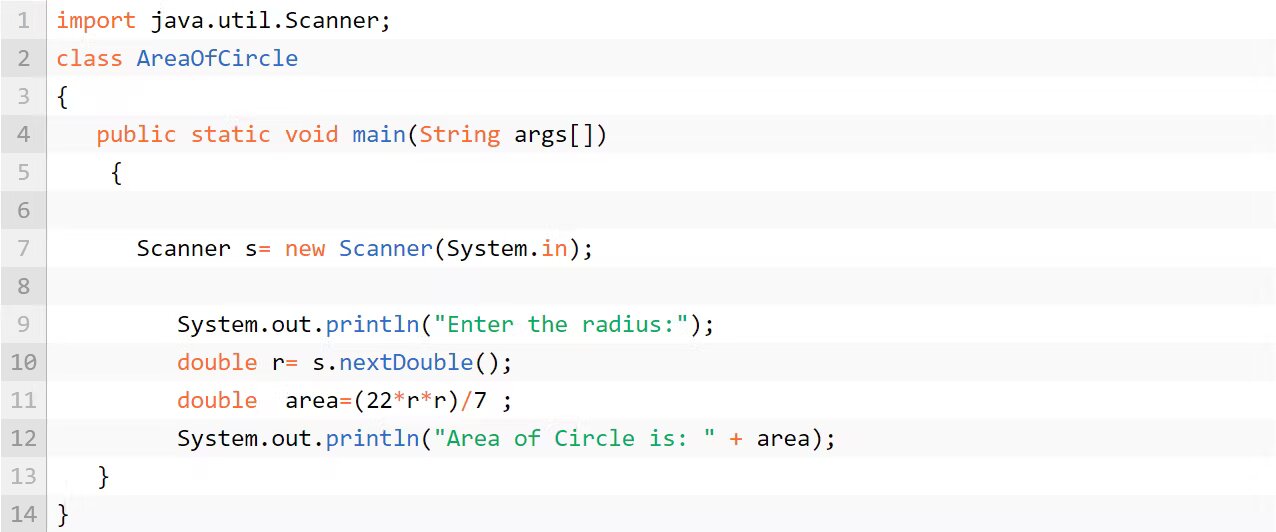 1 import java.util.Scanner;
2 class AreaOfCircle
3 {
4    public static void main(String args[])
5     {
6
7       Scanner s= new Scanner(System.in);
8
9          System.out.println("Enter the radius:");
10          double r= s.nextDouble();
11          double  area=(22*r*r)/7 ;
12          System.out.println("Area of Circle is: " + area);
13    }
14 }